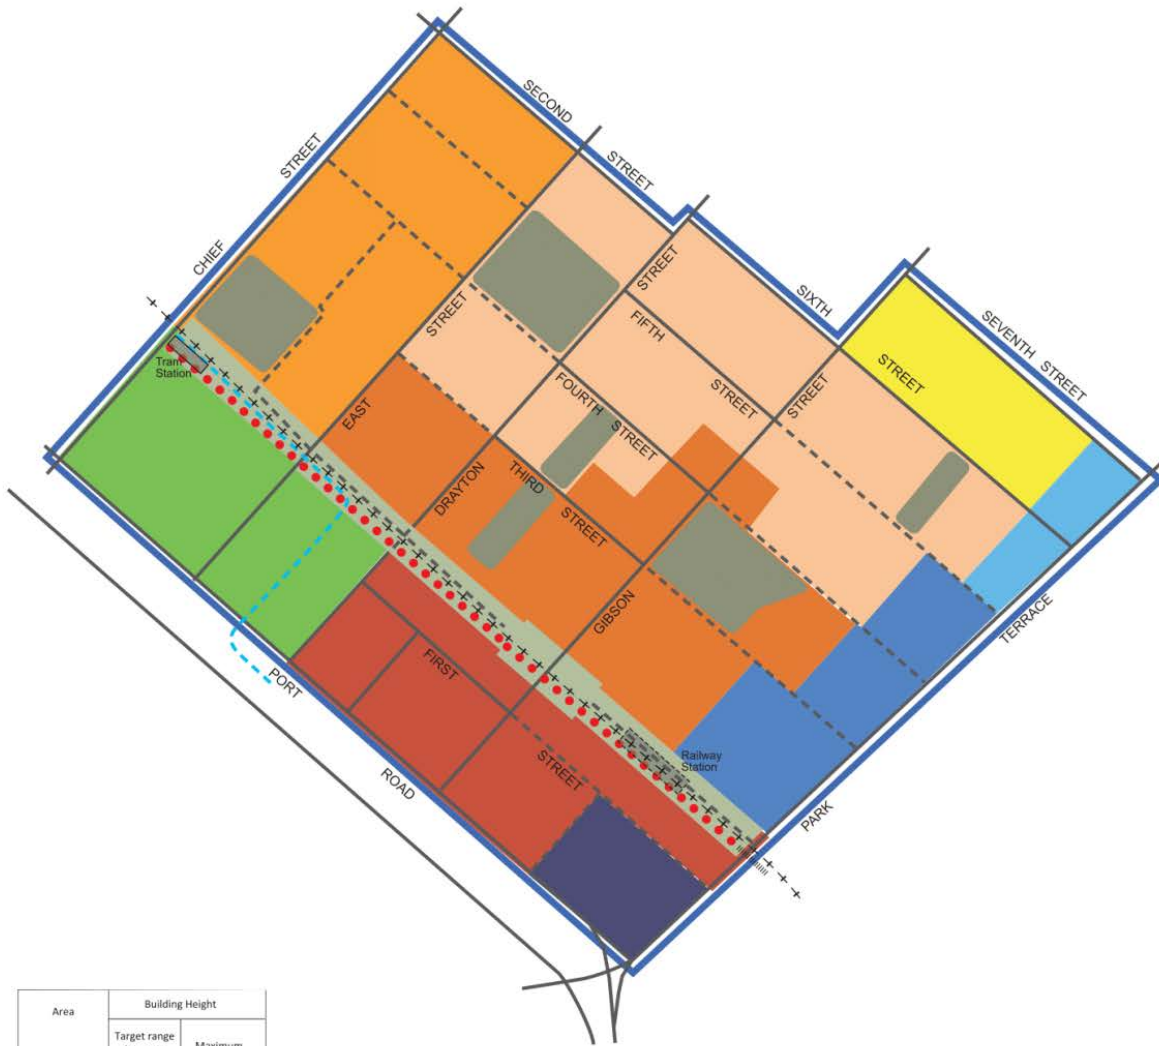 SECOND
STREET
STREET
CHIEF
SIXTH
SEVENTH STREET
STREET
FIFTH
STREET
STREET
STREET
STREET
Tram
Station
EAST
FOURTH
STREET
DRAYTON
THIRD
STREET
GIBSON
TERRACE
FIRST
STREET
PORT
ROAD
Railway
Station
PARK
Area
Building Height
Target range
Maximum